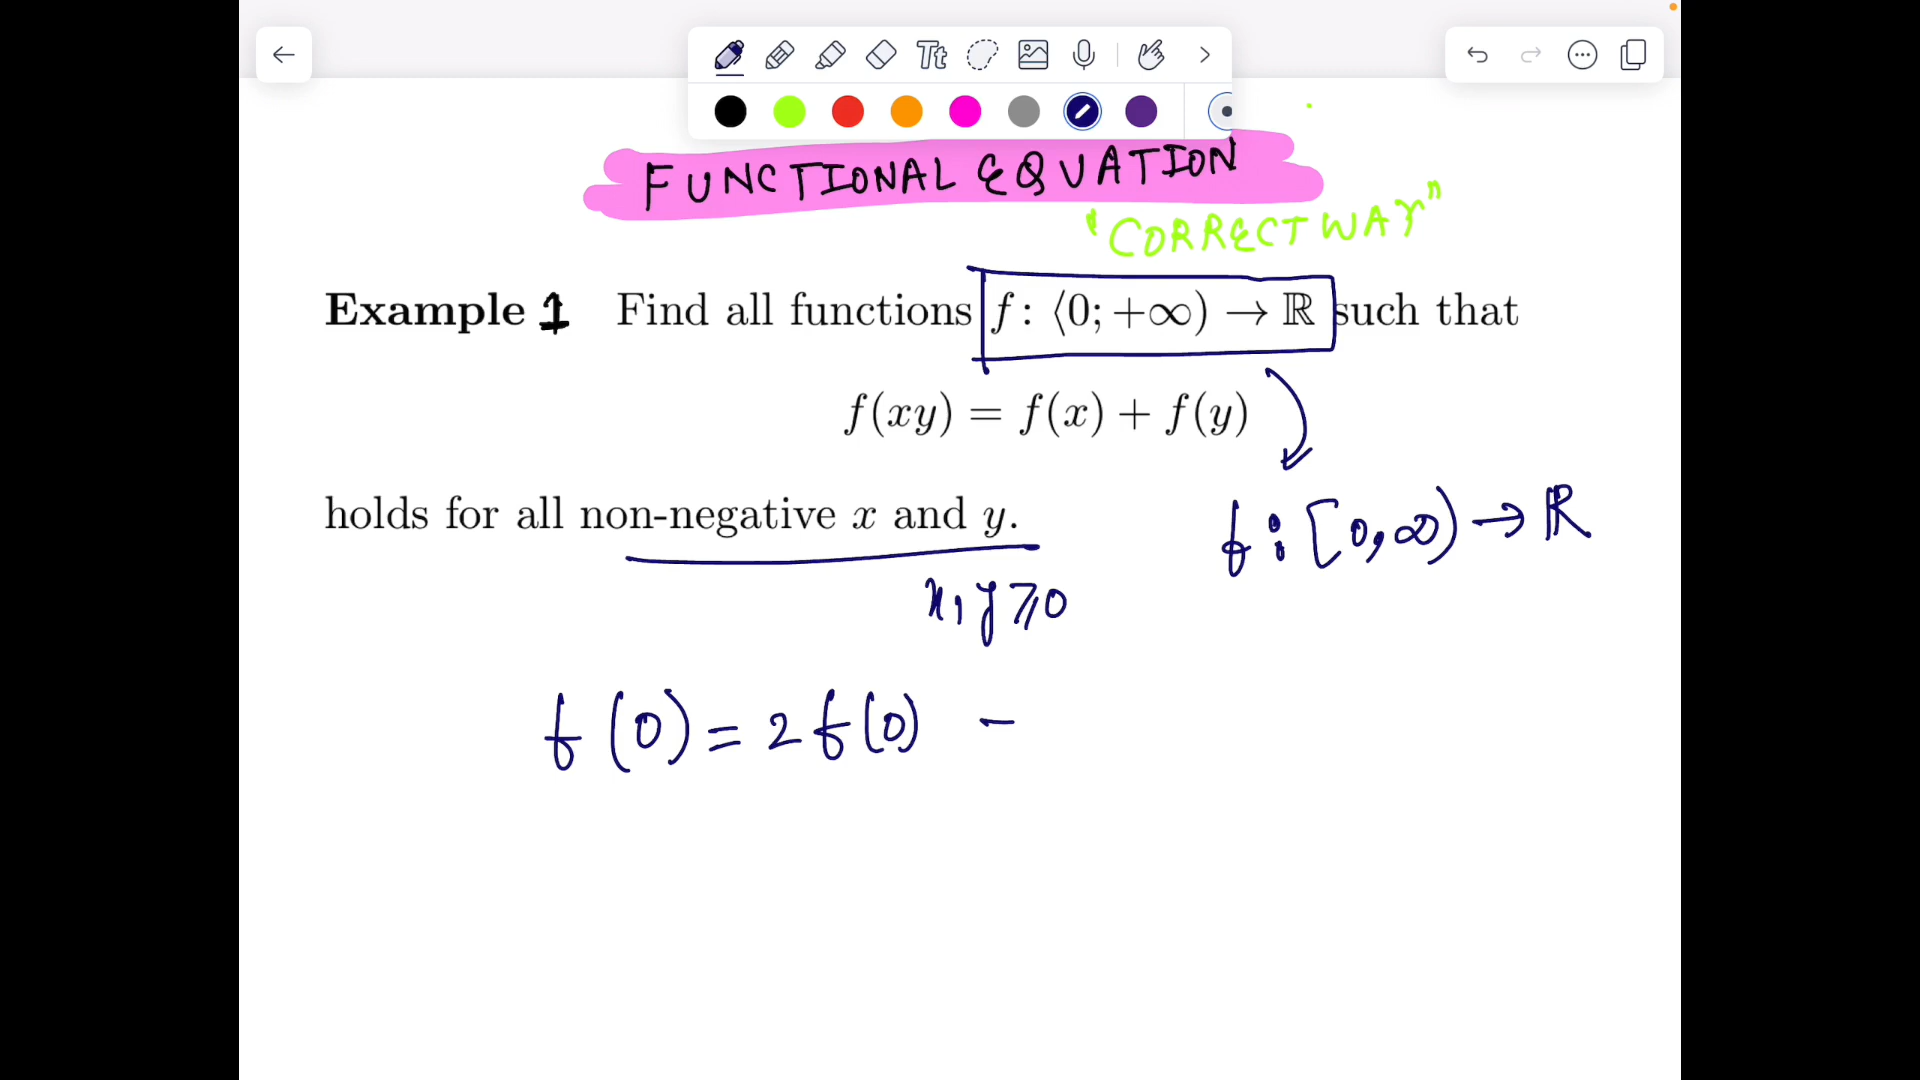 Tt
FUNCTIONAL EQUATION
"CORRECT WAY"
Example 1 Find all functions f : ⟨0; +∞) → ℝ such that
f(xy) = f(x) + f(y)
holds for all non-negative x and y.
f : [0, ∞) → ℝ
x, y ⩾ 0
f(0) = 2f(0) –